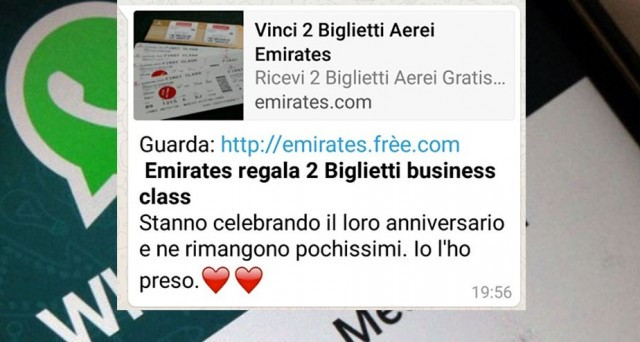 Vinci 2 Biglietti Aerei
Emirates
Ricevi 2 Biglietti Aerei Gratis...
emirates.com
Guarda: http://emirates.frèe.com
Emirates regala 2 Biglietti business
class
Stanno celebrando il loro anniversario
e ne rimangono pochissimi. Io l'ho
preso.❤❤
19:56